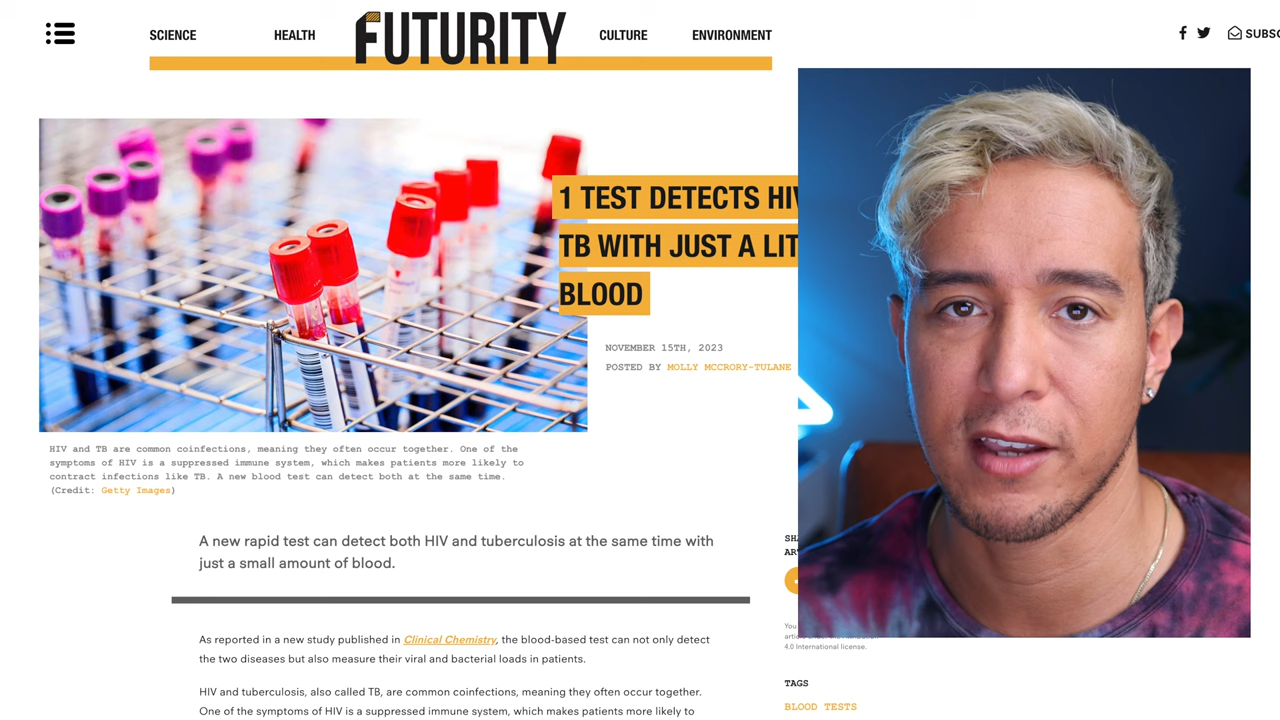 SCIENCE HEALTH FUTURITY CULTURE ENVIRONMENT
1 TEST DETECTS
TB WITH JUST A
BLOOD
NOVEMBER 15TH, 2023
POSTED BY MOLLY MCCRORY-TULANE
HIV and TB are common coinfections, meaning they often occur together. One of the
symptoms of HIV is a suppressed immune system, which makes patients more likely to
contract infections like TB. A new blood test can detect both at the same time.
(Credit: Getty Images)
A new rapid test can detect both HIV and tuberculosis at the same time with
just a small amount of blood.
As reported in a new study published in Clinical Chemistry, the blood-based test can not only detect
the two diseases but also measure their viral and bacterial loads in patients.
HIV and tuberculosis, also called TB, are common coinfections, meaning they often occur together.
One of the symptoms of HIV is a suppressed immune system, which makes patients more likely to
You
4.0 International license.
TAGS
BLOOD TESTS